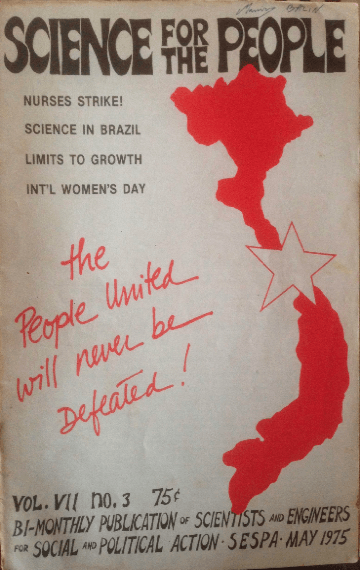 SCIENCE FOR THE PEOPLE
NURSES STRIKE!
SCIENCE IN BRAZIL
LIMITS TO GROWTH
INT'L WOMEN'S DAY
the
People United
will never be
Defeated!
VOL. VII NO. 3 75¢
BI-MONTHLY PUBLICATION OF SCIENTISTS AND ENGINEERS
FOR SOCIAL AND POLITICAL ACTION · SESPA · MAY 1975